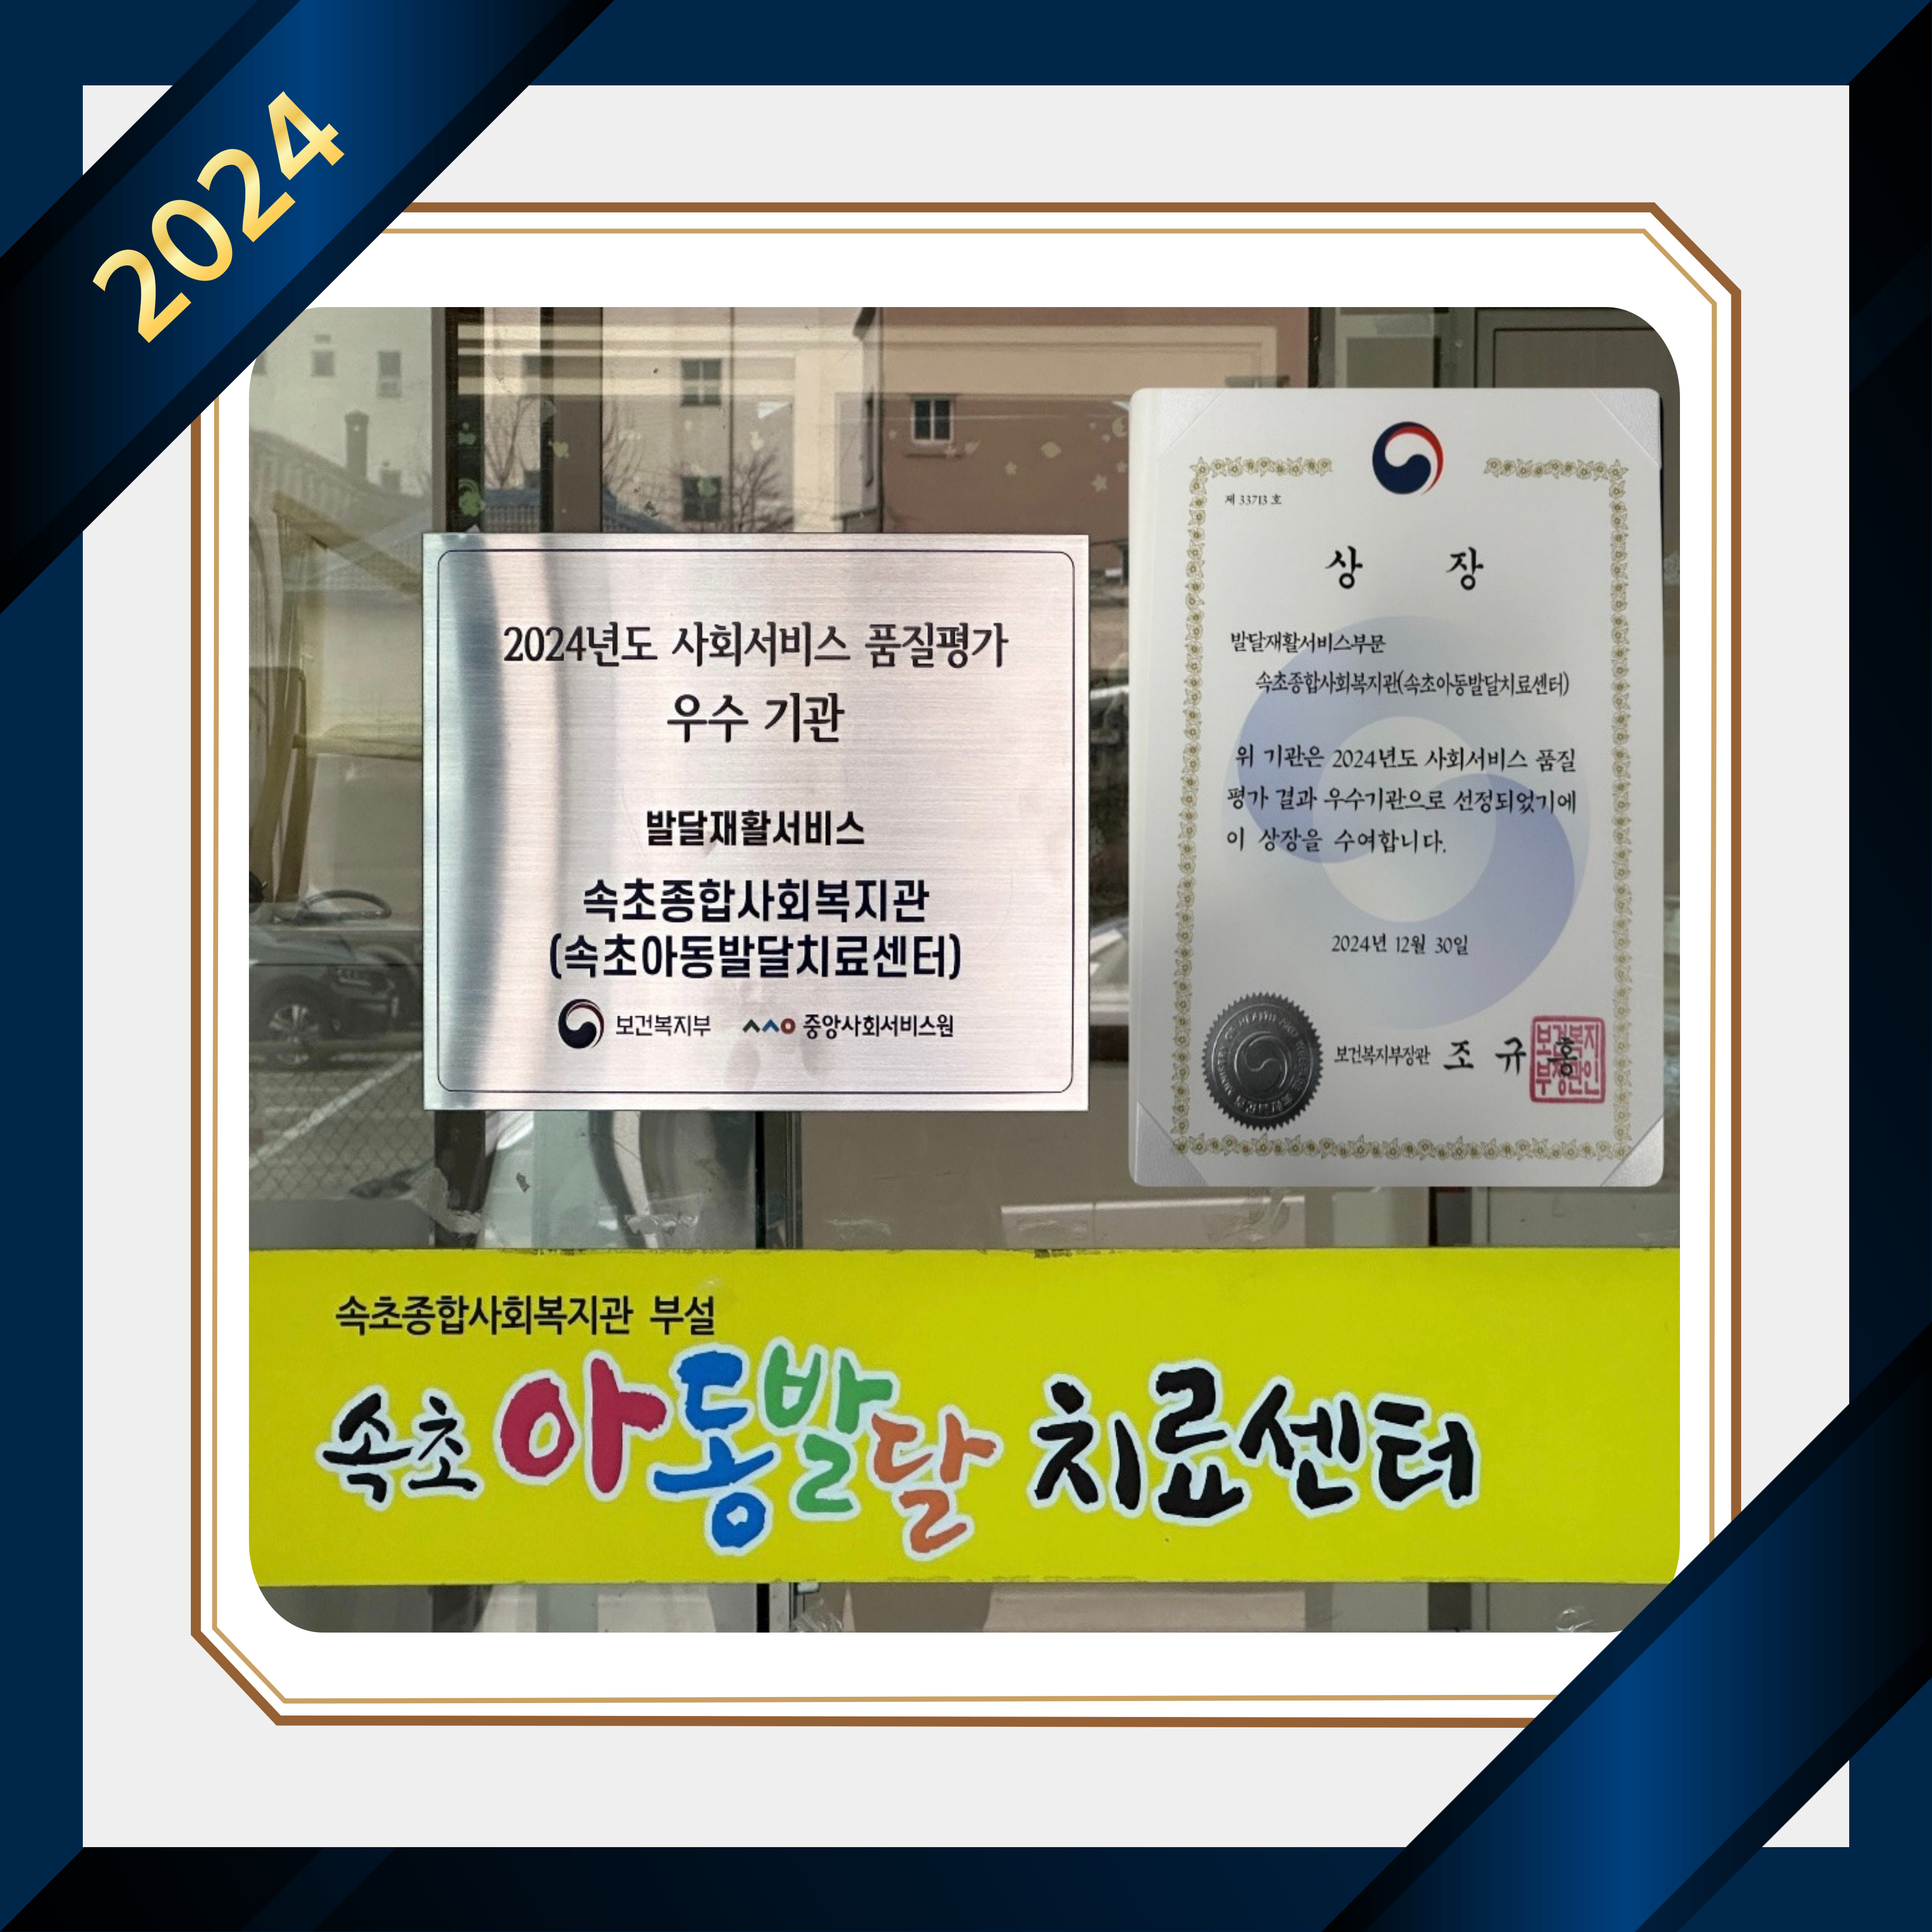 2024
2024년도 사회서비스 품질평가
우수 기관
발달재활서비스
속초종합사회복지관
(속초아동발달치료센터)
보건복지부 중앙사회서비스원
제 33713 호
상 장
발달재활서비스부문
속초종합사회복지관(속초아동발달치료센터)
위 기관은 2024년도 사회서비스 품질
평가 결과 우수기관으로 선정되었기에
이 상장을 수여합니다.
2024년 12월 30일
보건복지부장관 조 규 홍
보건복지
부장관인
속초종합사회복지관 부설
속초 아동발달 치료센터